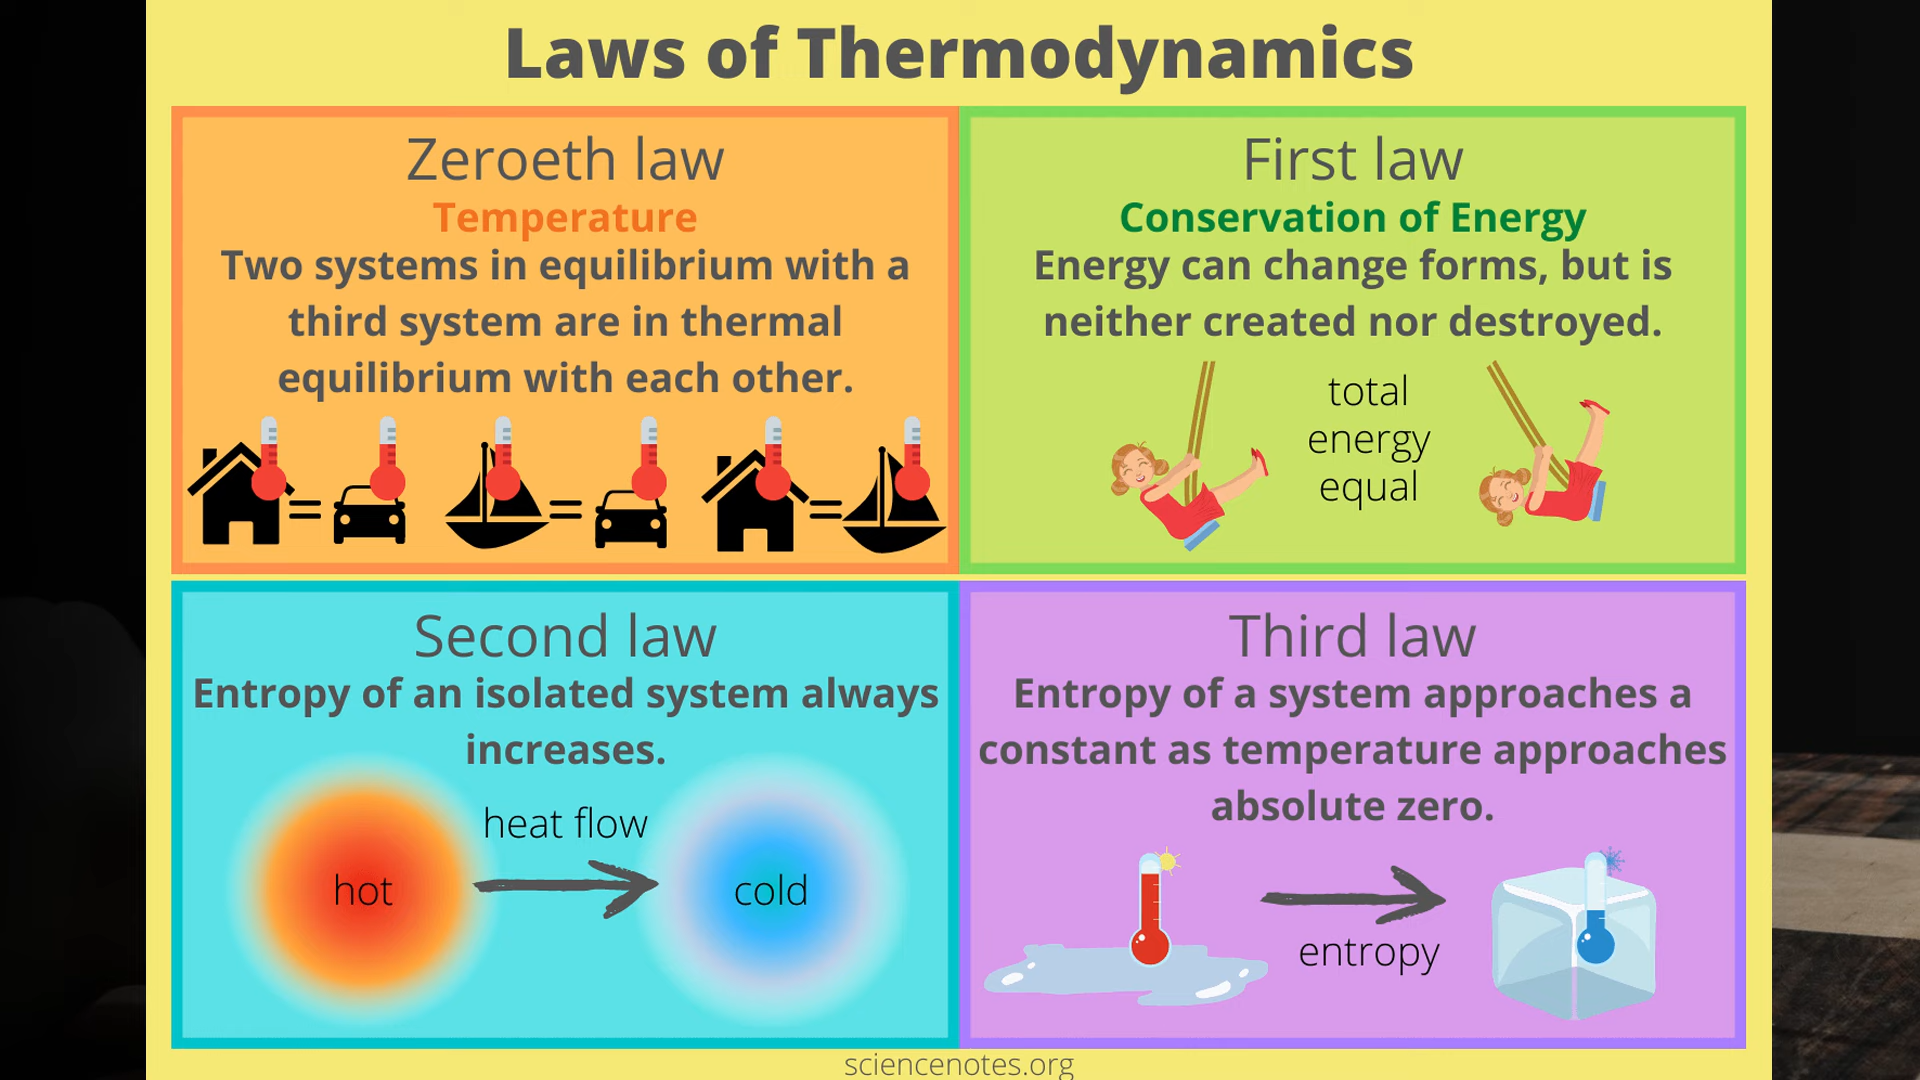 Laws of Thermodynamics
Zeroeth law
Temperature
Two systems in equilibrium with a
third system are in thermal
equilibrium with each other.
=
=
=
First law
Conservation of Energy
Energy can change forms, but is
neither created nor destroyed.
total
energy
equal
Second law
Entropy of an isolated system always
increases.
heat flow
hot
cold
Third law
Entropy of a system approaches a
constant as temperature approaches
absolute zero.
entropy
sciencenotes.org